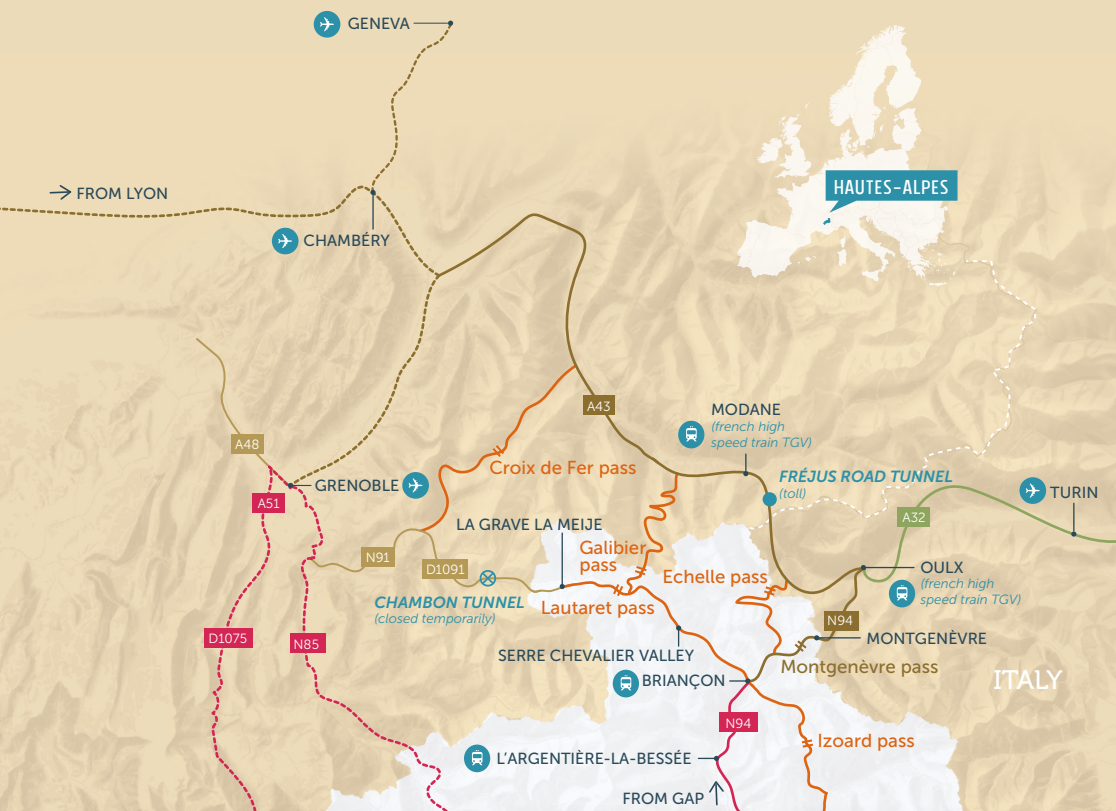 GENEVA
FROM LYON
HAUTES-ALPES
CHAMBÉRY
A43
MODANE
(french high
speed train TGV)
A48
Croix de Fer pass
FRÉJUS ROAD TUNNEL
(toll)
GRENOBLE
TURIN
A51
A32
LA GRAVE LA MEIJE
N91
Galibier
pass
D1091
Echelle pass
OULX
(french high
speed train TGV)
CHAMBON TUNNEL
(closed temporarily)
Lautaret pass
N94
D1075
N85
MONTGENÈVRE
SERRE CHEVALIER VALLEY
Montgenèvre pass
BRIANÇON
ITALY
N94
Izoard pass
L'ARGENTIÈRE-LA-BESSÉE
FROM GAP